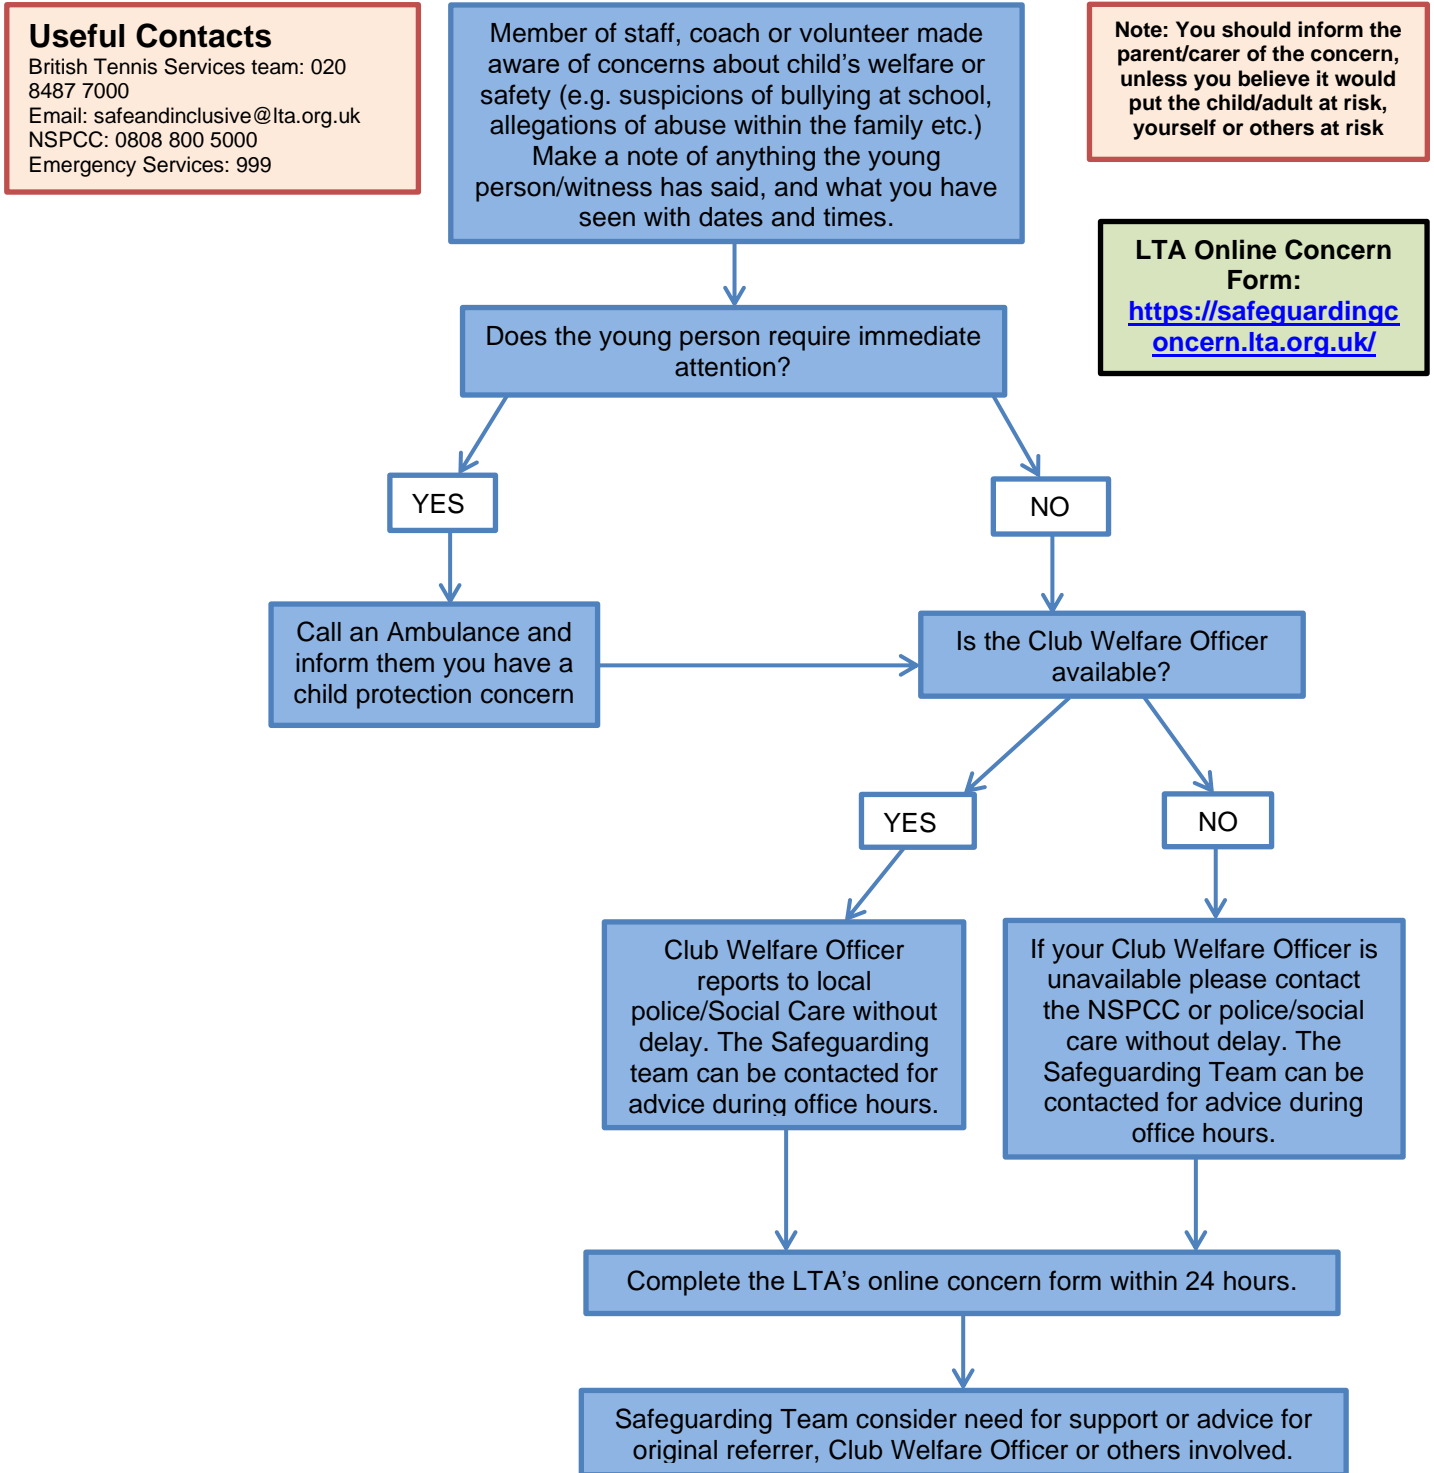 Useful Contacts
British Tennis Services team: 020
8487 7000
Email: safeandinclusive@lta.org.uk
NSPCC: 0808 800 5000
Emergency Services: 999
Member of staff, coach or volunteer made
aware of concerns about child’s welfare or
safety (e.g. suspicions of bullying at school,
allegations of abuse within the family etc.)
Make a note of anything the young
person/witness has said, and what you have
seen with dates and times.
Note: You should inform the
parent/carer of the concern,
unless you believe it would
put the child/adult at risk,
yourself or others at risk
LTA Online Concern
Form:
https://safeguardingc
oncern.lta.org.uk/
Does the young person require immediate
attention?
YES
NO
Call an Ambulance and
inform them you have a
child protection concern
Is the Club Welfare Officer
available?
YES
NO
Club Welfare Officer
reports to local
police/Social Care without
delay. The Safeguarding
team can be contacted for
advice during office hours.
If your Club Welfare Officer is
unavailable please contact
the NSPCC or police/social
care without delay. The
Safeguarding Team can be
contacted for advice during
office hours.
Complete the LTA’s online concern form within 24 hours.
Safeguarding Team consider need for support or advice for
original referrer, Club Welfare Officer or others involved.